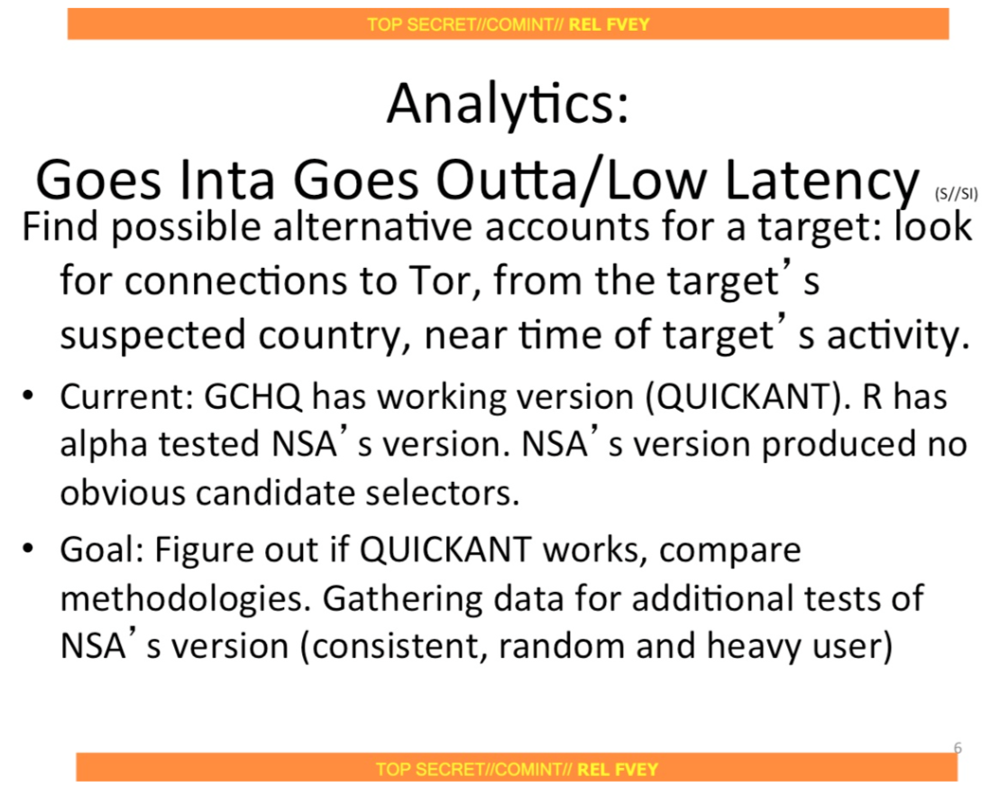 TOP SECRET//COMINT// REL FVEY
Analytics:
Goes Inta Goes Outta/Low Latency (S//SI)
Find possible alternative accounts for a target: look
for connections to Tor, from the target’s
suspected country, near time of target’s activity.
• Current: GCHQ has working version (QUICKANT). R has
alpha tested NSA’s version. NSA’s version produced no
obvious candidate selectors.
• Goal: Figure out if QUICKANT works, compare
methodologies. Gathering data for additional tests of
NSA’s version (consistent, random and heavy user)
6
TOP SECRET//COMINT// REL FVEY